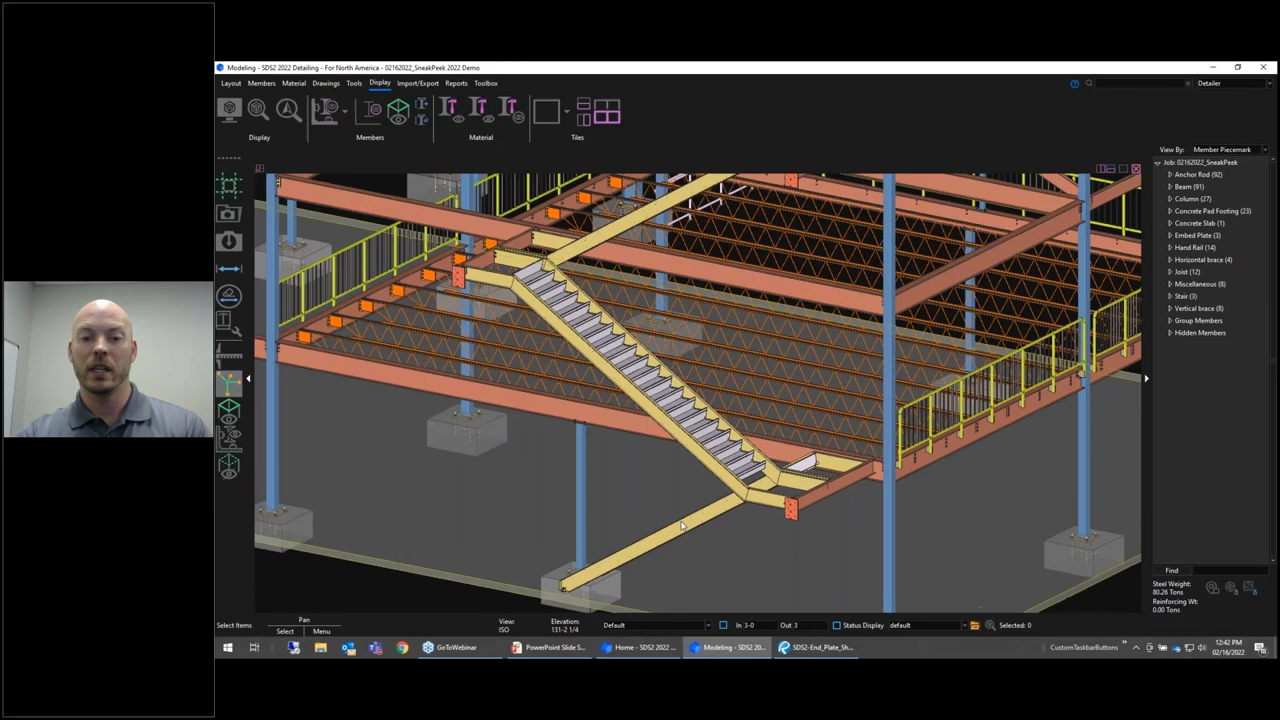 Modeling - SDS2 2022 Detailing - For North America - 02162022_SneakPeek 2022 Demo
Layout Members Material Drawings Tools Display Import/Export Reports Toolbox
Detailer
Display Members Material Tiles
View By: Member Piecemark
Job: 02162022_SneakPeek
Anchor Rod (92)
Beam (91)
Column (27)
Concrete Pad Footing (23)
Concrete Slab (1)
Embed Plate (3)
Hand Rail (14)
Horizontal brace (4)
Joist (12)
Miscellaneous (8)
Stair (3)
Vertical brace (8)
Group Members
Hidden Members
Find
Steel Weight:
80.26 Tons
Reinforcing Wt:
0.00 Tons
Select Items
Pan
Select Menu
View:
ISO
Elevation:
131-2 1/4
Default
In 3-0 Out 3
Status Display default
Selected: 0
GoToWebinar
PowerPoint Slide S...
Home - SDS2 2022 ...
Modeling - SDS2 20...
SDS2-End_Plate_Sh...
CustomTaskbarButtons
12:42 PM
02/16/2022